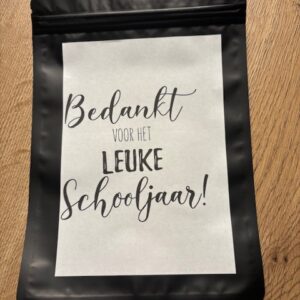 Bedankt
VOOR HET
LEUKE
Schooljaar!